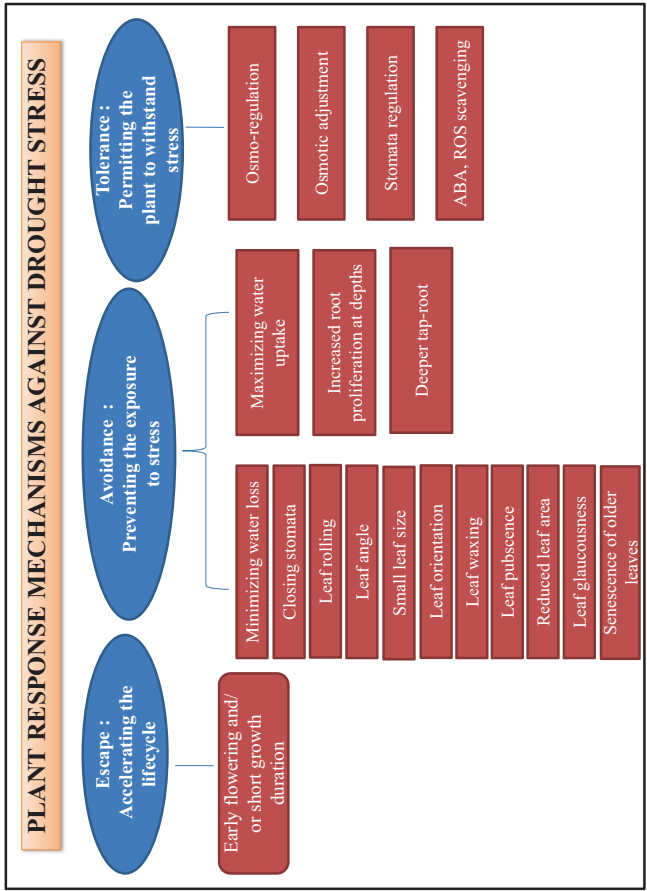 PLANT RESPONSE MECHANISMS AGAINST DROUGHT STRESS
Escape :
Accelerating the
lifecycle
Early flowering and/
or short growth
duration
Avoidance :
Preventing the exposure
to stress
Minimizing water loss
Closing stomata
Leaf rolling
Leaf angle
Small leaf size
Leaf orientation
Leaf waxing
Leaf pubscence
Reduced leaf area
Leaf glaucousness
Senescence of older
leaves
Maximizing water
uptake
Increased root
proliferation at depths
Deeper tap-root
Tolerance :
Permitting the
plant to withstand
stress
Osmo-regulation
Osmotic adjustment
Stomata regulation
ABA, ROS scavenging